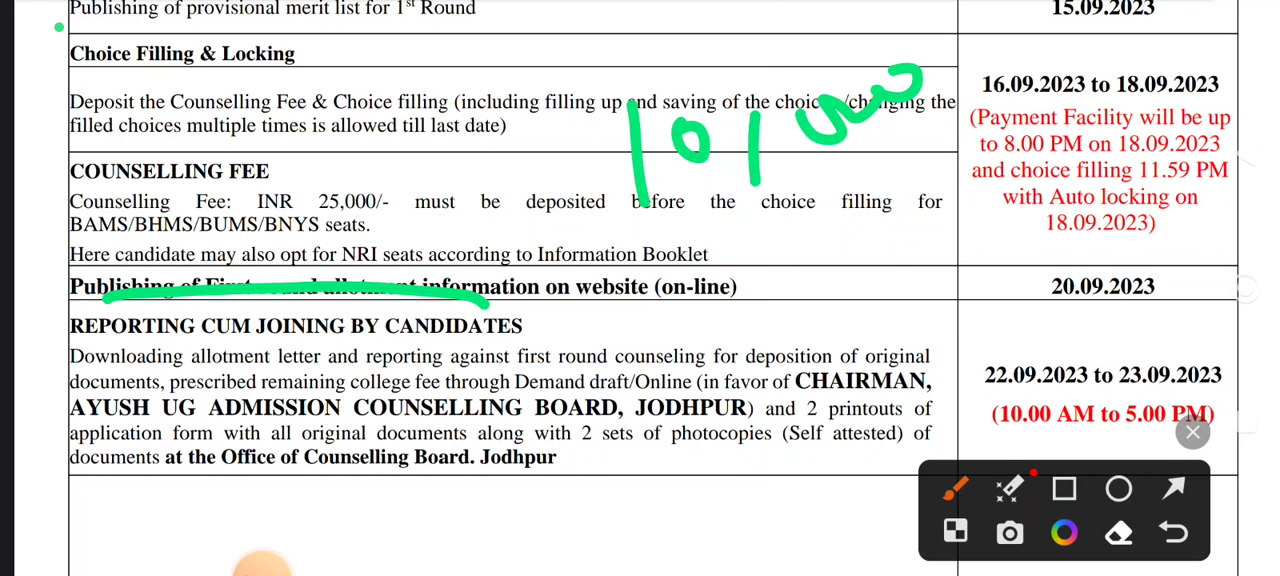 Publishing of provisional merit list for 1st Round
15.09.2023
Choice Filling & Locking
Deposit the Counselling Fee & Choice filling (including filling up and saving of the choices/changing the
filled choices multiple times is allowed till last date)
16.09.2023 to 18.09.2023
(Payment Facility will be up
to 8.00 PM on 18.09.2023
and choice filling 11.59 PM
with Auto locking on
18.09.2023)
COUNSELLING FEE
Counselling Fee: INR 25,000/- must be deposited before the choice filling for
BAMS/BHMS/BUMS/BNYS seats.
Here candidate may also opt for NRI seats according to Information Booklet
Publishing of First round allotment information on website (on-line)
20.09.2023
REPORTING CUM JOINING BY CANDIDATES
Downloading allotment letter and reporting against first round counseling for deposition of original
documents, prescribed remaining college fee through Demand draft/Online (in favor of CHAIRMAN,
AYUSH UG ADMISSION COUNSELLING BOARD, JODHPUR) and 2 printouts of
application form with all original documents along with 2 sets of photocopies (Self attested) of
documents at the Office of Counselling Board. Jodhpur
22.09.2023 to 23.09.2023
(10.00 AM to 5.00 PM)